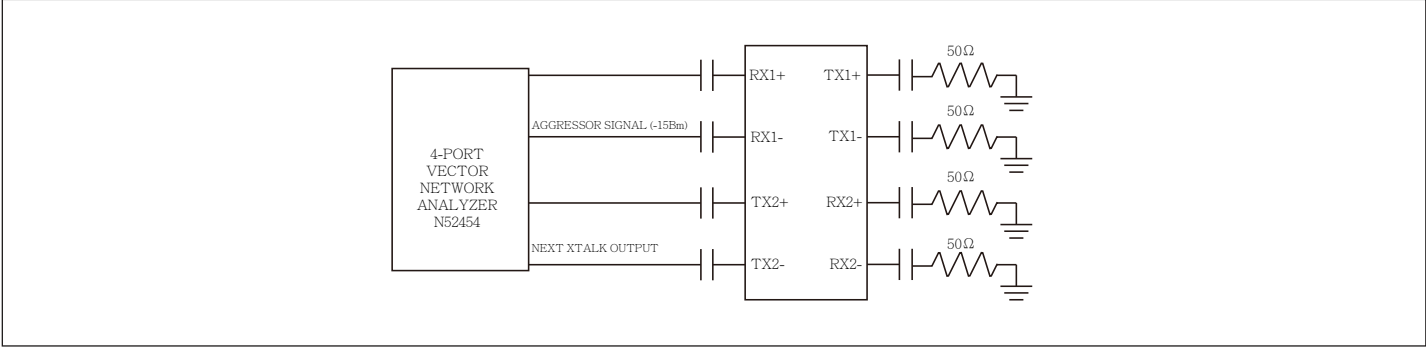 50Ω
RX1+ TX1+
50Ω
AGGRESSOR SIGNAL (-15Bm)
RX1- TX1-
4-PORT
VECTOR
NETWORK
ANALYZER
N52454
50Ω
TX2+ RX2+
50Ω
NEXT XTALK OUTPUT
TX2- RX2-